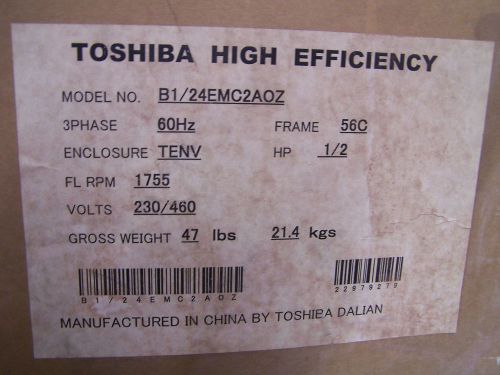 TOSHIBA HIGH EFFICIENCY
MODEL NO. B1/24EMC2AOZ
3PHASE 60Hz FRAME 56C
ENCLOSURE TENV HP 1/2
FL RPM 1755
VOLTS 230/460
GROSS WEIGHT 47 lbs 21.4 kgs
B1/24EMC2AOZ 22979279
MANUFACTURED IN CHINA BY TOSHIBA DALIAN